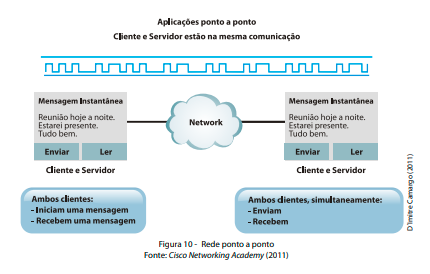 Aplicações ponto a ponto
Cliente e Servidor estão na mesma comunicação
Mensagem Instantânea
Reunião hoje a noite.
Estarei presente.
Tudo bem.
Enviar Ler
Cliente e Servidor
Network
Mensagem Instantânea
Reunião hoje a noite.
Estarei presente.
Tudo bem.
Enviar Ler
Cliente e Servidor
Ambos clientes:
- Iniciam uma mensagem
- Recebem uma mensagem
Ambos clientes, simultaneamente:
- Enviam
- Recebem
D'Imitre Camargo (2011)
Figura 10 - Rede ponto a ponto
Fonte: Cisco Networking Academy (2011)